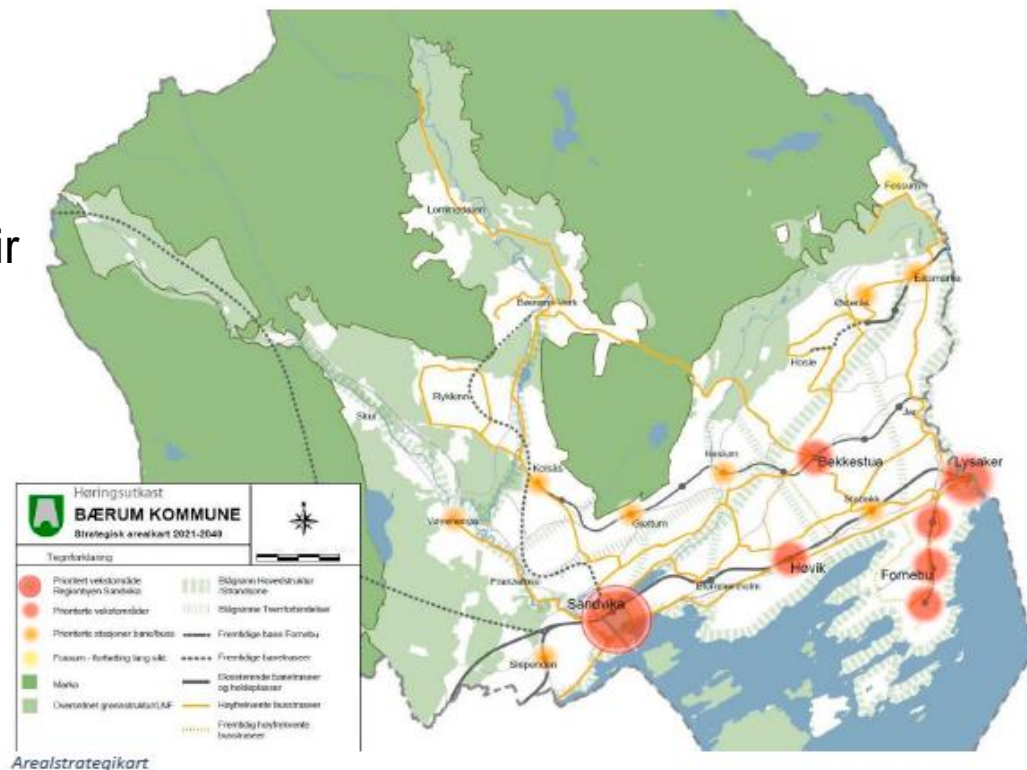 ir
Fossum
Lommedalen
Eiksmarka
Østerås
Bærums Verk
Hosle
Rykkinn
Skui
Jar
Haslum
Bekkestua
Lysaker
Kolsås
Stabekk
Gjettum
Høvik
Fornebu
Blommenholm
Sandvika
Slependen
Høringsutkast
BÆRUM KOMMUNE
Strategisk arealkart 2021-2040
Tegnforklaring
Prioritert vekstområde
Regionbyen Sandvika
Prioriterte vekstområder
Prioriterte stasjoner bane/buss
Fossum - fortetting lang sikt
Marka
Overordnet grønnstruktur/LNF
Blågrønn Hovedstruktur
/Strandsone
Blågrønne Tverrforbindelser
Fremtidige bane Fornebu
Fremtidige banetraseer
Eksisterende banetraseer
og holdeplasser
Høyfrekvente busstraseer
Fremtidig høyfrekvente
busstraseer
Arealstrategikart